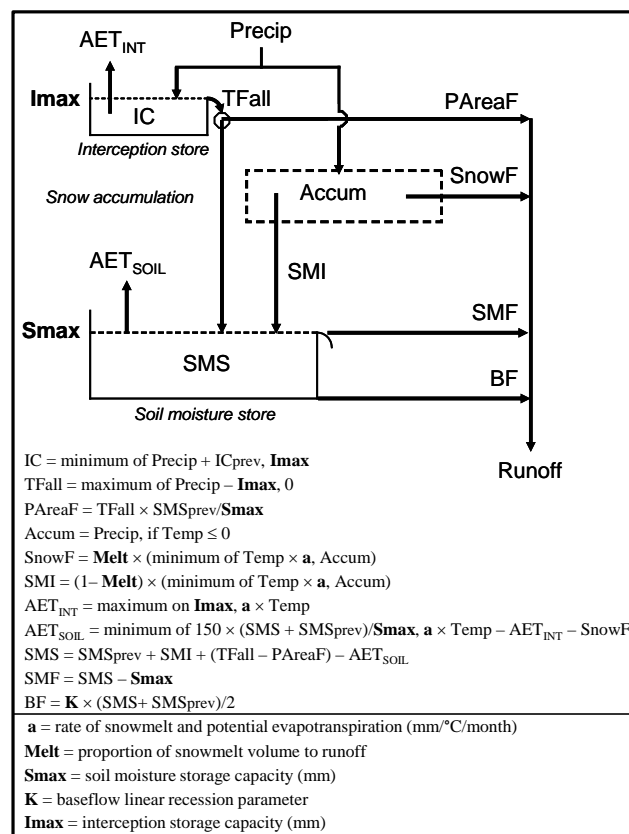 Precip
AET_INT
Imax
TFall
PAreaF
IC
Interception store
SnowF
Snow accumulation
Accum
AET_SOIL
SMI
Smax
SMF
SMS
BF
Soil moisture store
Runoff
IC = minimum of Precip + ICprev, Imax
TFall = maximum of Precip – Imax, 0
PAreaF = TFall × SMSprev/Smax
Accum = Precip, if Temp ≤ 0
SnowF = Melt × (minimum of Temp × a, Accum)
SMI = (1– Melt) × (minimum of Temp × a, Accum)
AET_INT = maximum on Imax, a × Temp
AET_SOIL = minimum of 150 × (SMS + SMSprev)/Smax, a × Temp – AET_INT – SnowF
SMS = SMSprev + SMI + (TFall – PAreaF) – AET_SOIL
SMF = SMS – Smax
BF = K × (SMS+ SMSprev)/2
a = rate of snowmelt and potential evapotranspiration (mm/°C/month)
Melt = proportion of snowmelt volume to runoff
Smax = soil moisture storage capacity (mm)
K = baseflow linear recession parameter
Imax = interception storage capacity (mm)